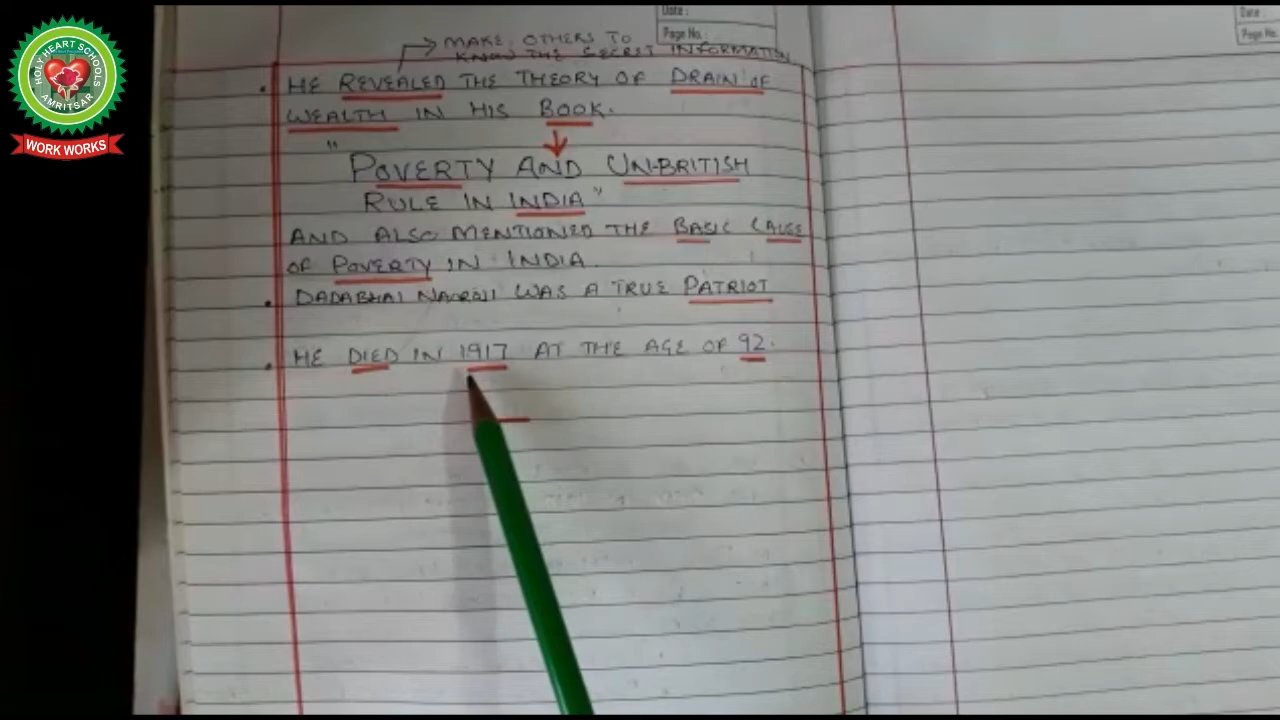 HOLY HEART SCHOOLS
AMRITSAR
WORK WORKS
Date :
Page No. :
Date :
Page No.
MAKE OTHERS TO
KNOW THE SECRET INFORMATION
• HE REVEALED THE THEORY OF DRAIN OF
WEALTH IN HIS BOOK.
"POVERTY AND UN-BRITISH
RULE IN INDIA"
AND ALSO MENTIONED THE BASIC CAUSE
OF POVERTY IN INDIA.
• DADABHAI NAOROJI WAS A TRUE PATRIOT
• HE DIED IN 1917 AT THE AGE OF 92.